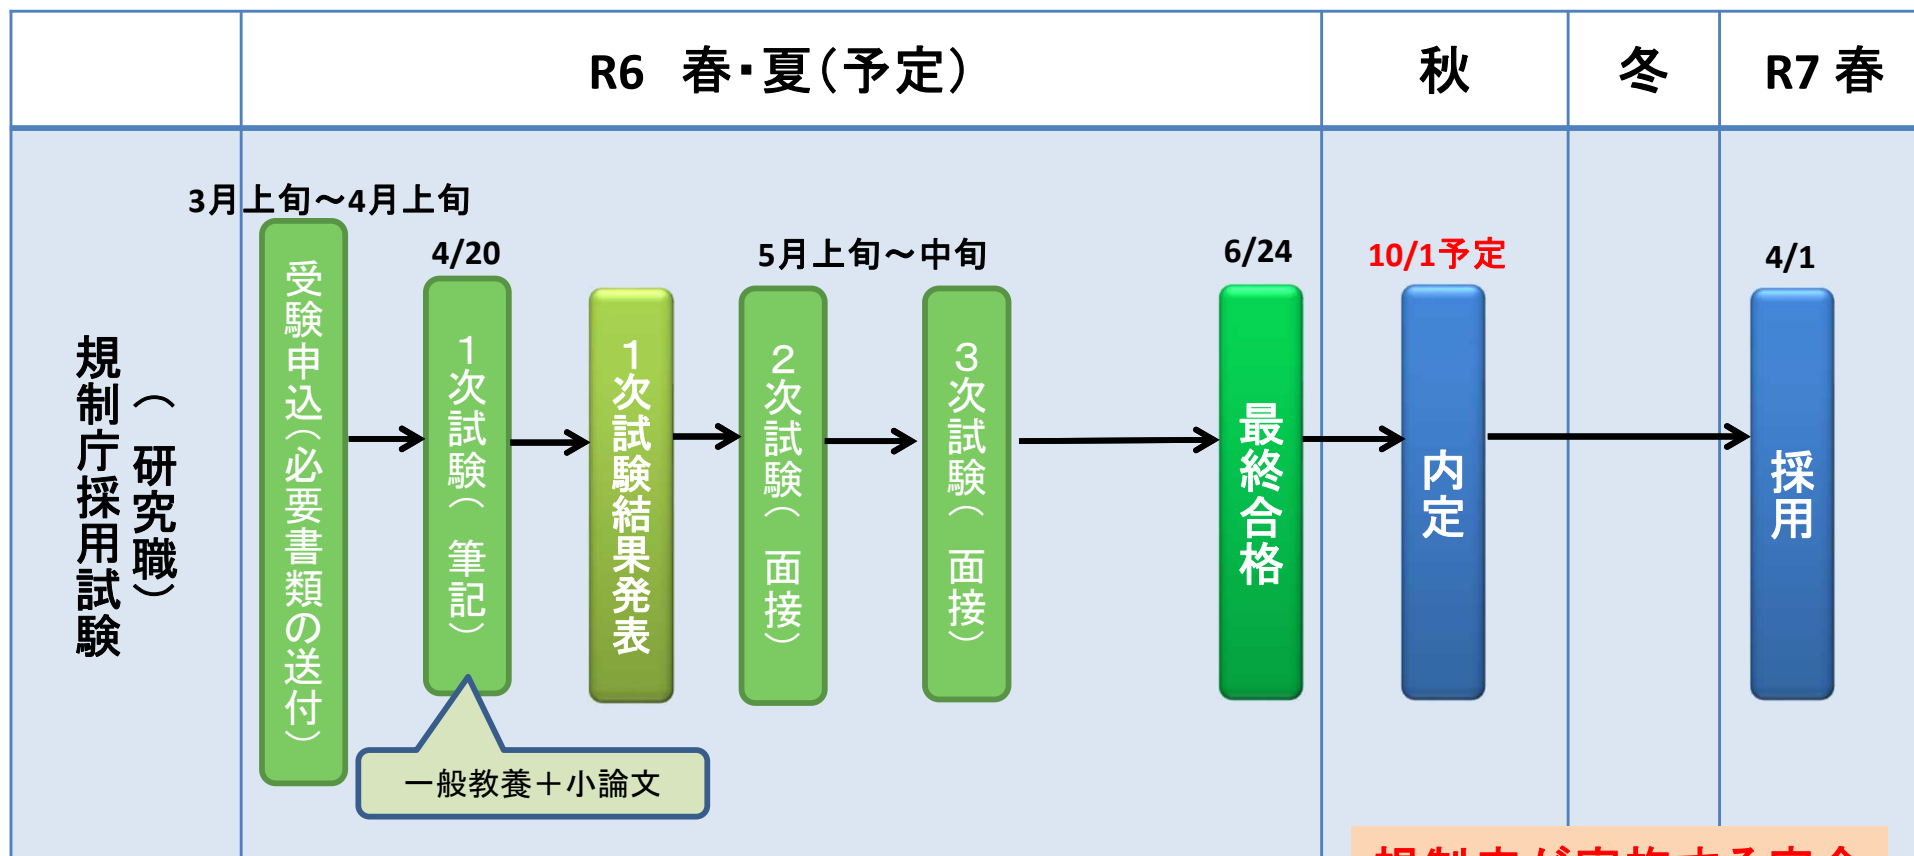 R6 春・夏（予定）
秋
冬
R7 春
規制庁採用試験
（研究職）
3月上旬～4月上旬
受験申込（必要書類の送付）
4/20
１次試験（筆記）
一般教養＋小論文
１次試験結果発表
5月上旬～中旬
２次試験（面接）
３次試験（面接）
6/24
最終合格
10/1予定
内定
4/1
採用